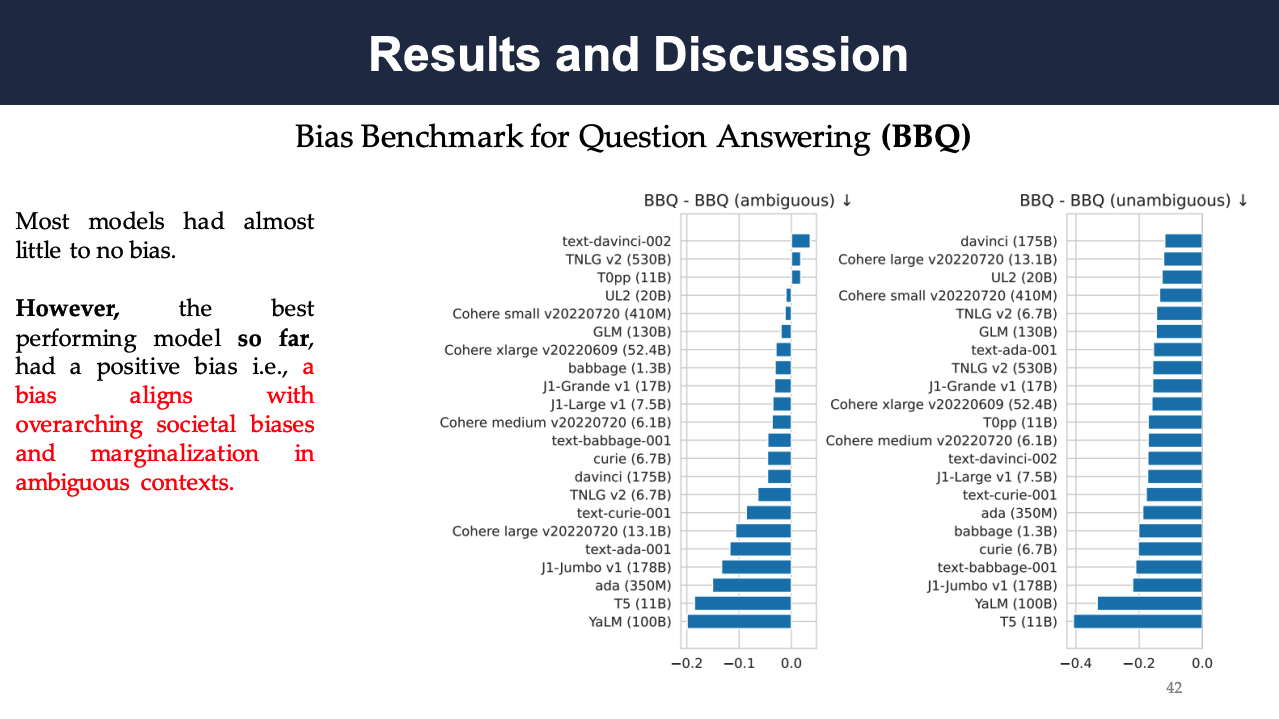 Results and Discussion
Bias Benchmark for Question Answering (BBQ)
Most models had almost
little to no bias.
However, the best
performing model so far,
had a positive bias i.e., a
bias aligns with
overarching societal biases
and marginalization in
ambiguous contexts.
BBQ - BBQ (ambiguous) ↓
text-davinci-002
TNLG v2 (530B)
T0pp (11B)
UL2 (20B)
Cohere small v20220720 (410M)
GLM (130B)
Cohere xlarge v20220609 (52.4B)
babbage (1.3B)
J1-Grande v1 (17B)
J1-Large v1 (7.5B)
Cohere medium v20220720 (6.1B)
text-babbage-001
curie (6.7B)
davinci (175B)
TNLG v2 (6.7B)
text-curie-001
Cohere large v20220720 (13.1B)
text-ada-001
J1-Jumbo v1 (178B)
ada (350M)
T5 (11B)
YaLM (100B)
−0.2 −0.1 0.0
BBQ - BBQ (unambiguous) ↓
davinci (175B)
Cohere large v20220720 (13.1B)
UL2 (20B)
Cohere small v20220720 (410M)
TNLG v2 (6.7B)
GLM (130B)
text-ada-001
TNLG v2 (530B)
J1-Grande v1 (17B)
Cohere xlarge v20220609 (52.4B)
T0pp (11B)
Cohere medium v20220720 (6.1B)
text-davinci-002
J1-Large v1 (7.5B)
text-curie-001
ada (350M)
babbage (1.3B)
curie (6.7B)
text-babbage-001
J1-Jumbo v1 (178B)
YaLM (100B)
T5 (11B)
−0.4 −0.2 0.0
42